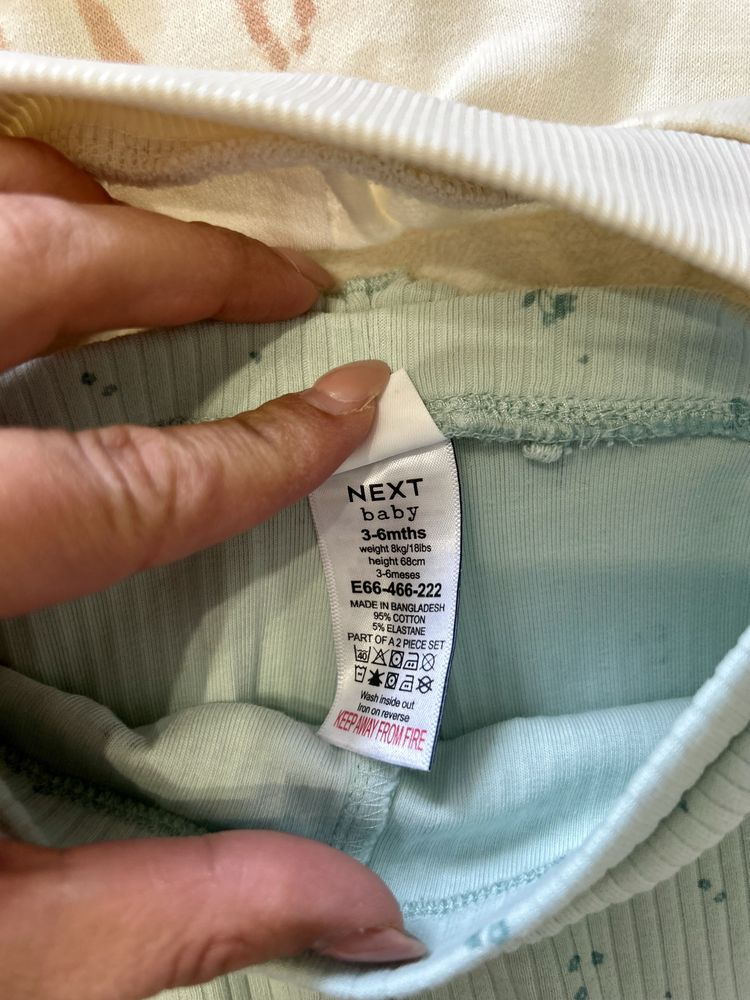 NEXT
baby
3-6mths
weight 8kg/18lbs
height 68cm
3-6meses
E66-466-222
MADE IN BANGLADESH
95% COTTON
5% ELASTANE
PART OF A 2 PIECE SET
40
Wash inside out
Iron on reverse
KEEP AWAY FROM FIRE